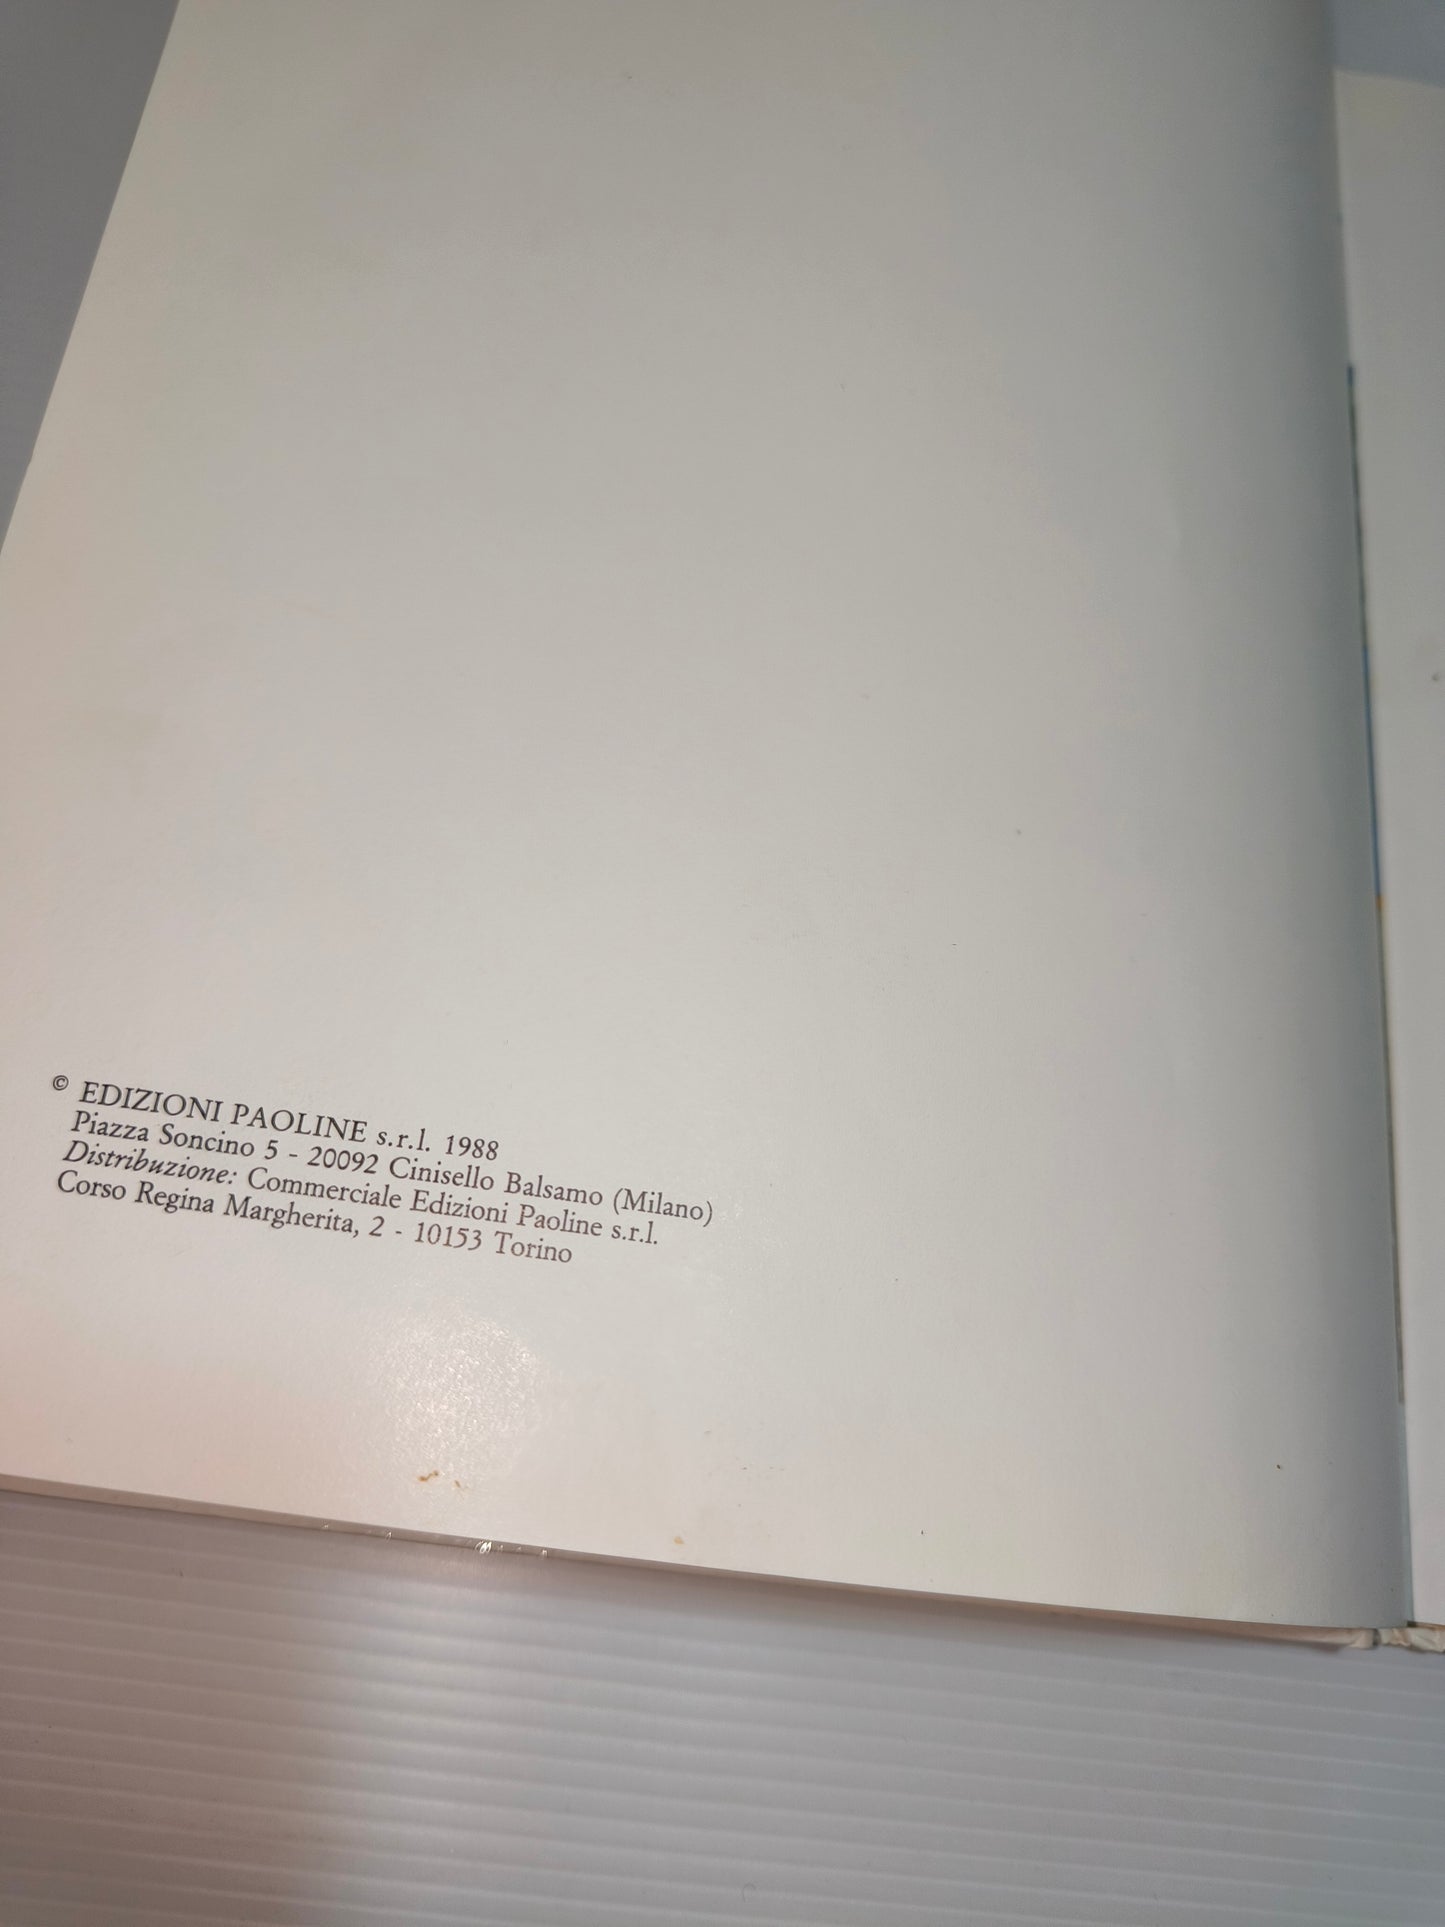 © EDIZIONI PAOLINE s.r.l. 1988
Piazza Soncino 5 - 20092 Cinisello Balsamo (Milano)
Distribuzione: Commerciale Edizioni Paoline s.r.l.
Corso Regina Margherita, 2 - 10153 Torino